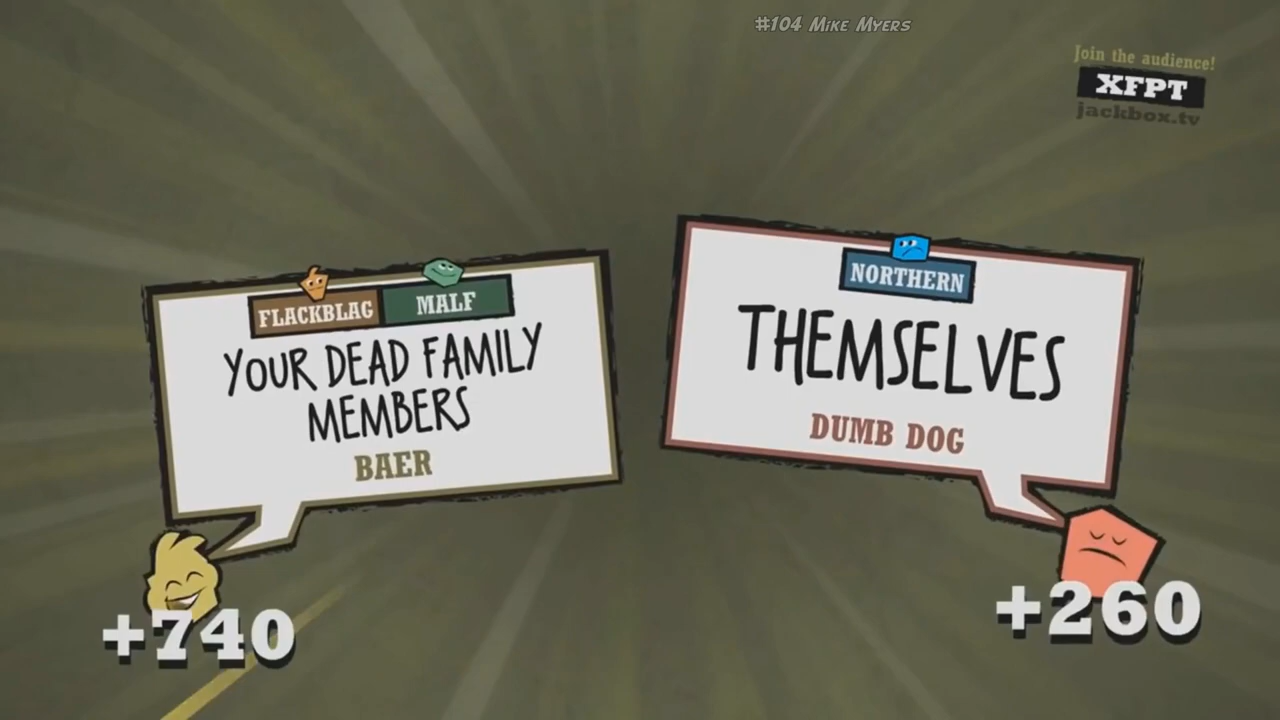 #104 Mike Myers
Join the audience!
XFPT
jackbox.tv
FLACKBLAG MALF
YOUR DEAD FAMILY
MEMBERS
BAER
+740
NORTHERN
THEMSELVES
DUMB DOG
+260